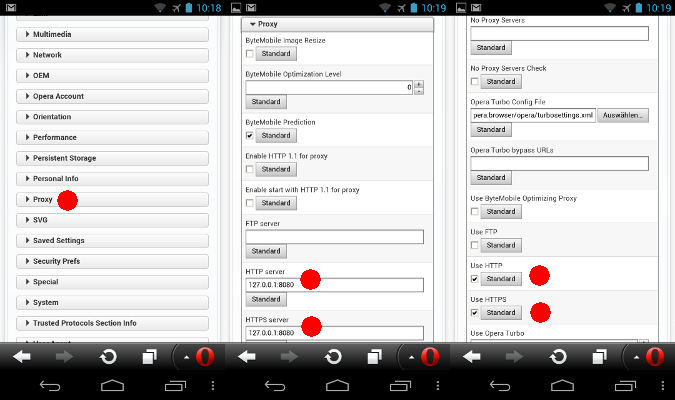 10:18
Multimedia
Network
OEM
Opera Account
Orientation
Performance
Persistent Storage
Personal Info
Proxy
SVG
Saved Settings
Security Prefs
Special
System
Trusted Protocols Section Info
10:19
Proxy
ByteMobile Image Resize
Standard
ByteMobile Optimization Level
0
Standard
ByteMobile Prediction
Standard
Enable HTTP 1.1 for proxy
Standard
Enable start with HTTP 1.1 for proxy
Standard
FTP server
Standard
HTTP server
127.0.0.1:8080
Standard
HTTPS server
127.0.0.1:8080
10:19
No Proxy Servers
Standard
No Proxy Servers Check
Standard
Opera Turbo Config File
pera.browser/opera/turbosettings.xml Auswählen...
Standard
Opera Turbo bypass URLs
Standard
Use ByteMobile Optimizing Proxy
Standard
Use FTP
Standard
Use HTTP
Standard
Use HTTPS
Standard
Use Opera Turbo